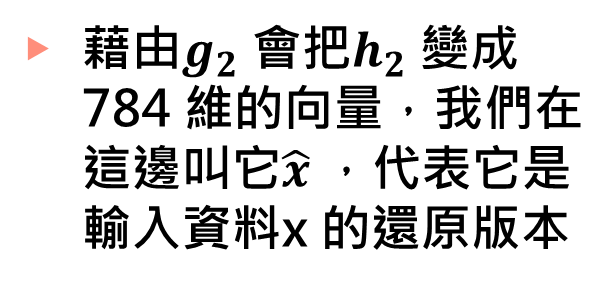 藉由g₂ 會把h₂ 變成
784 維的向量，我們在
這邊叫它x̂ ，代表它是
輸入資料x 的還原版本